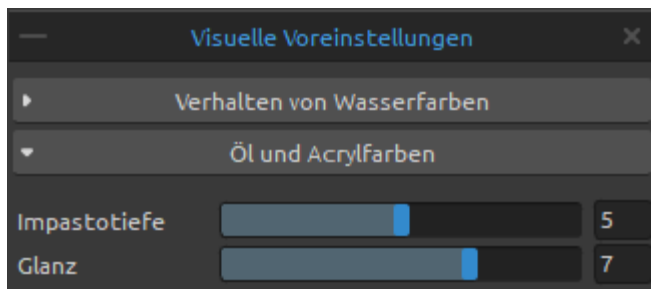 Visuelle Voreinstellungen
Verhalten von Wasserfarben
Öl und Acrylfarben
Impastotiefe 5
Glanz 7